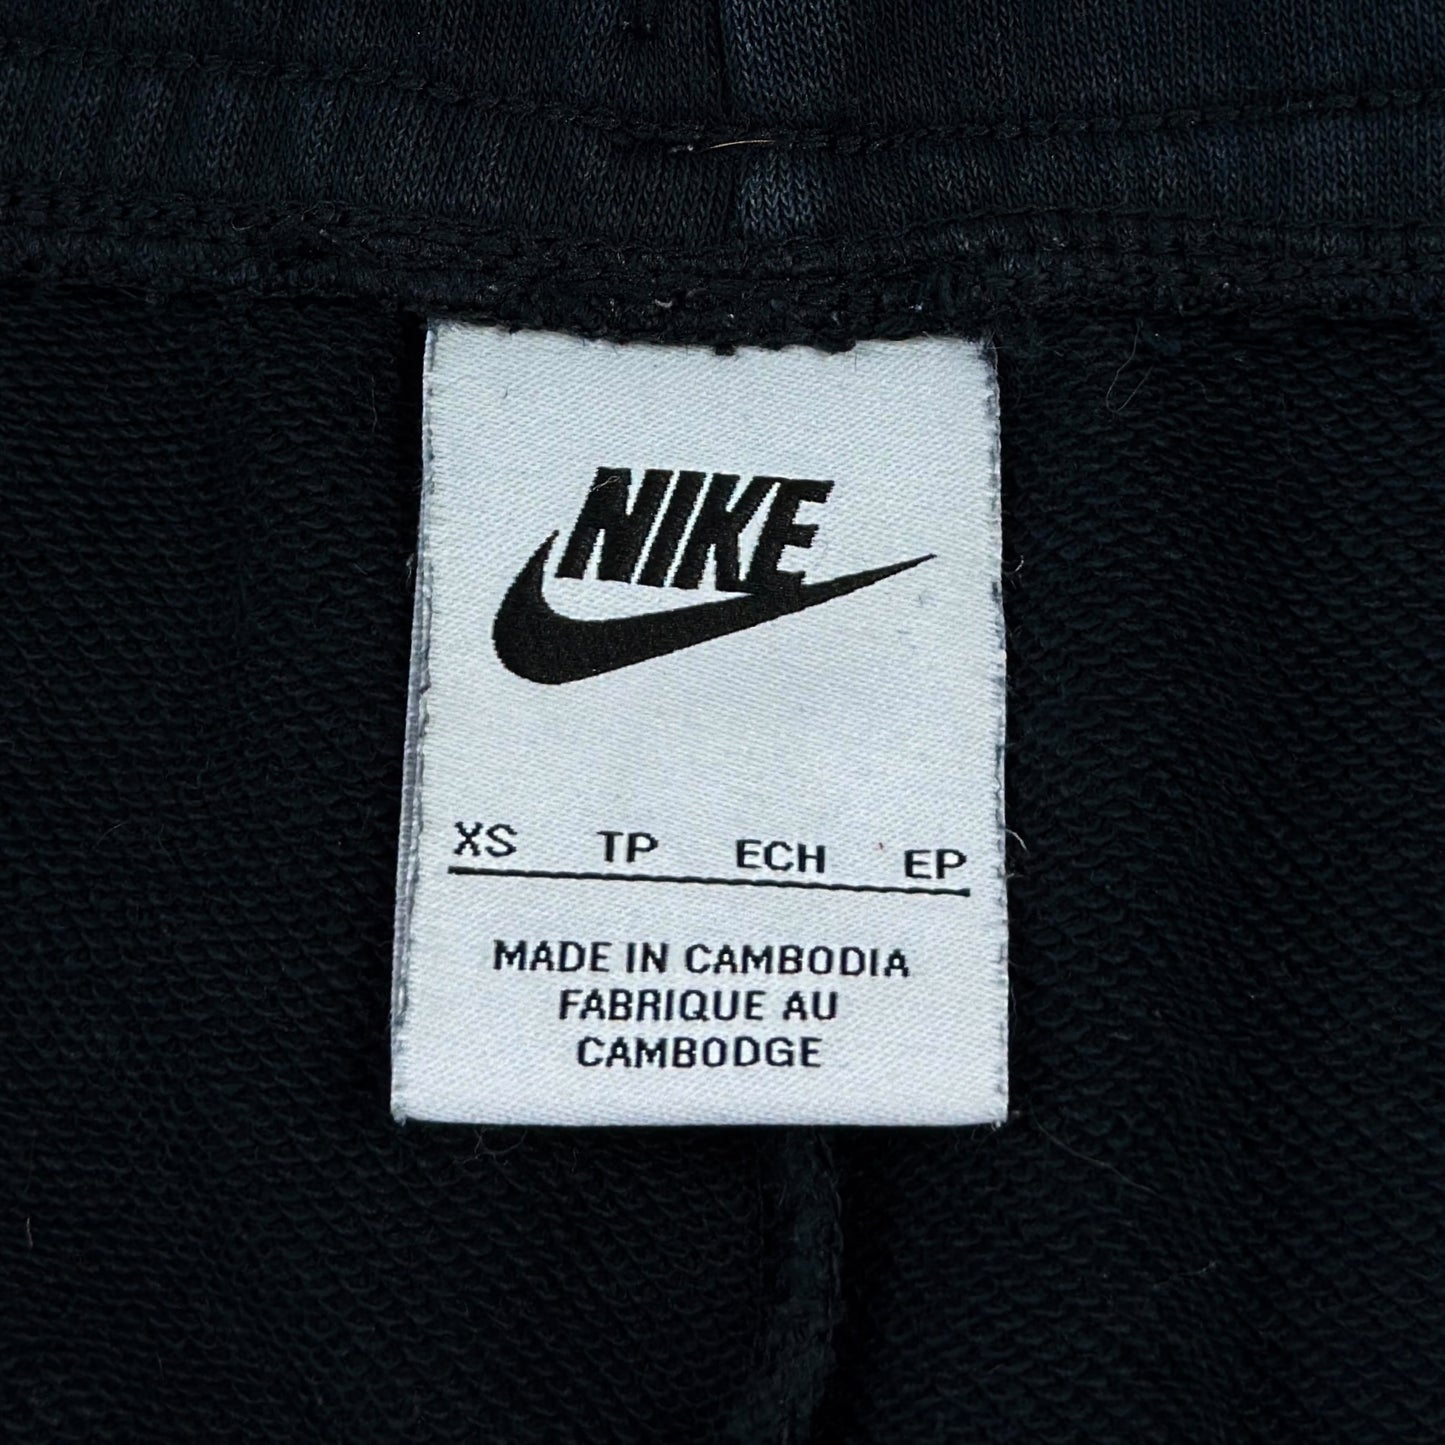 NIKE
XS TP ECH EP
MADE IN CAMBODIA
FABRIQUE AU
CAMBODGE